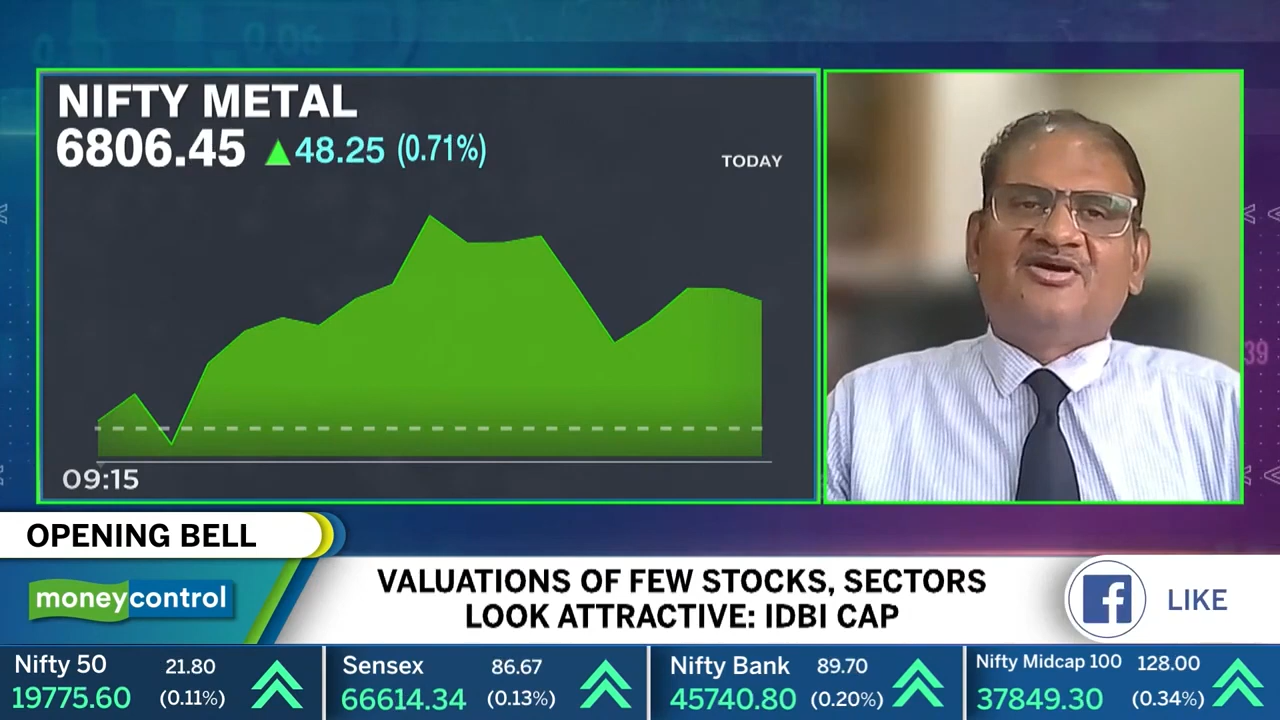 NIFTY METAL
6806.45 ▲48.25 (0.71%)
TODAY
09:15
39
OPENING BELL
moneycontrol
VALUATIONS OF FEW STOCKS, SECTORS
LOOK ATTRACTIVE: IDBI CAP
f LIKE
Nifty 50 21.80
19775.60 (0.11%)
Sensex 86.67
66614.34 (0.13%)
Nifty Bank 89.70
45740.80 (0.20%)
Nifty Midcap 100 128.00
37849.30 (0.34%)